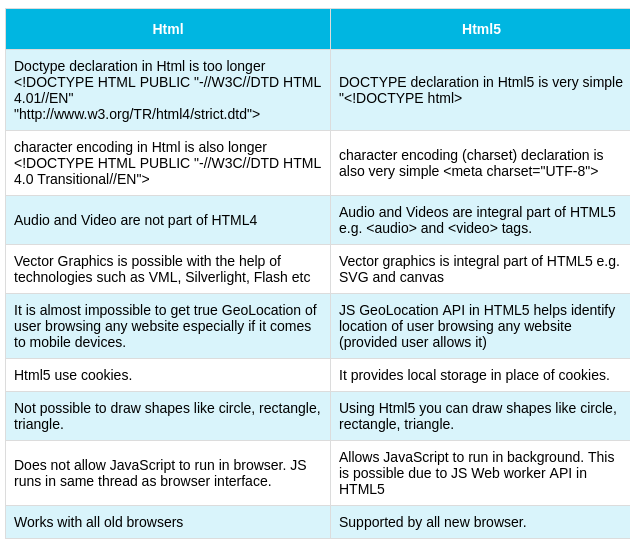 Html Html5
Doctype declaration in Html is too longer
<!DOCTYPE HTML PUBLIC "-//W3C//DTD HTML
4.01//EN"
"http://www.w3.org/TR/html4/strict.dtd">
DOCTYPE declaration in Html5 is very simple
"<!DOCTYPE html>
character encoding in Html is also longer
<!DOCTYPE HTML PUBLIC "-//W3C//DTD HTML
4.0 Transitional//EN">
character encoding (charset) declaration is
also very simple <meta charset="UTF-8">
Audio and Video are not part of HTML4
Audio and Videos are integral part of HTML5
e.g. <audio> and <video> tags.
Vector Graphics is possible with the help of
technologies such as VML, Silverlight, Flash etc
Vector graphics is integral part of HTML5 e.g.
SVG and canvas
It is almost impossible to get true GeoLocation of
user browsing any website especially if it comes
to mobile devices.
JS GeoLocation API in HTML5 helps identify
location of user browsing any website
(provided user allows it)
Html5 use cookies.
It provides local storage in place of cookies.
Not possible to draw shapes like circle, rectangle,
triangle.
Using Html5 you can draw shapes like circle,
rectangle, triangle.
Does not allow JavaScript to run in browser. JS
runs in same thread as browser interface.
Allows JavaScript to run in background. This
is possible due to JS Web worker API in
HTML5
Works with all old browsers
Supported by all new browser.